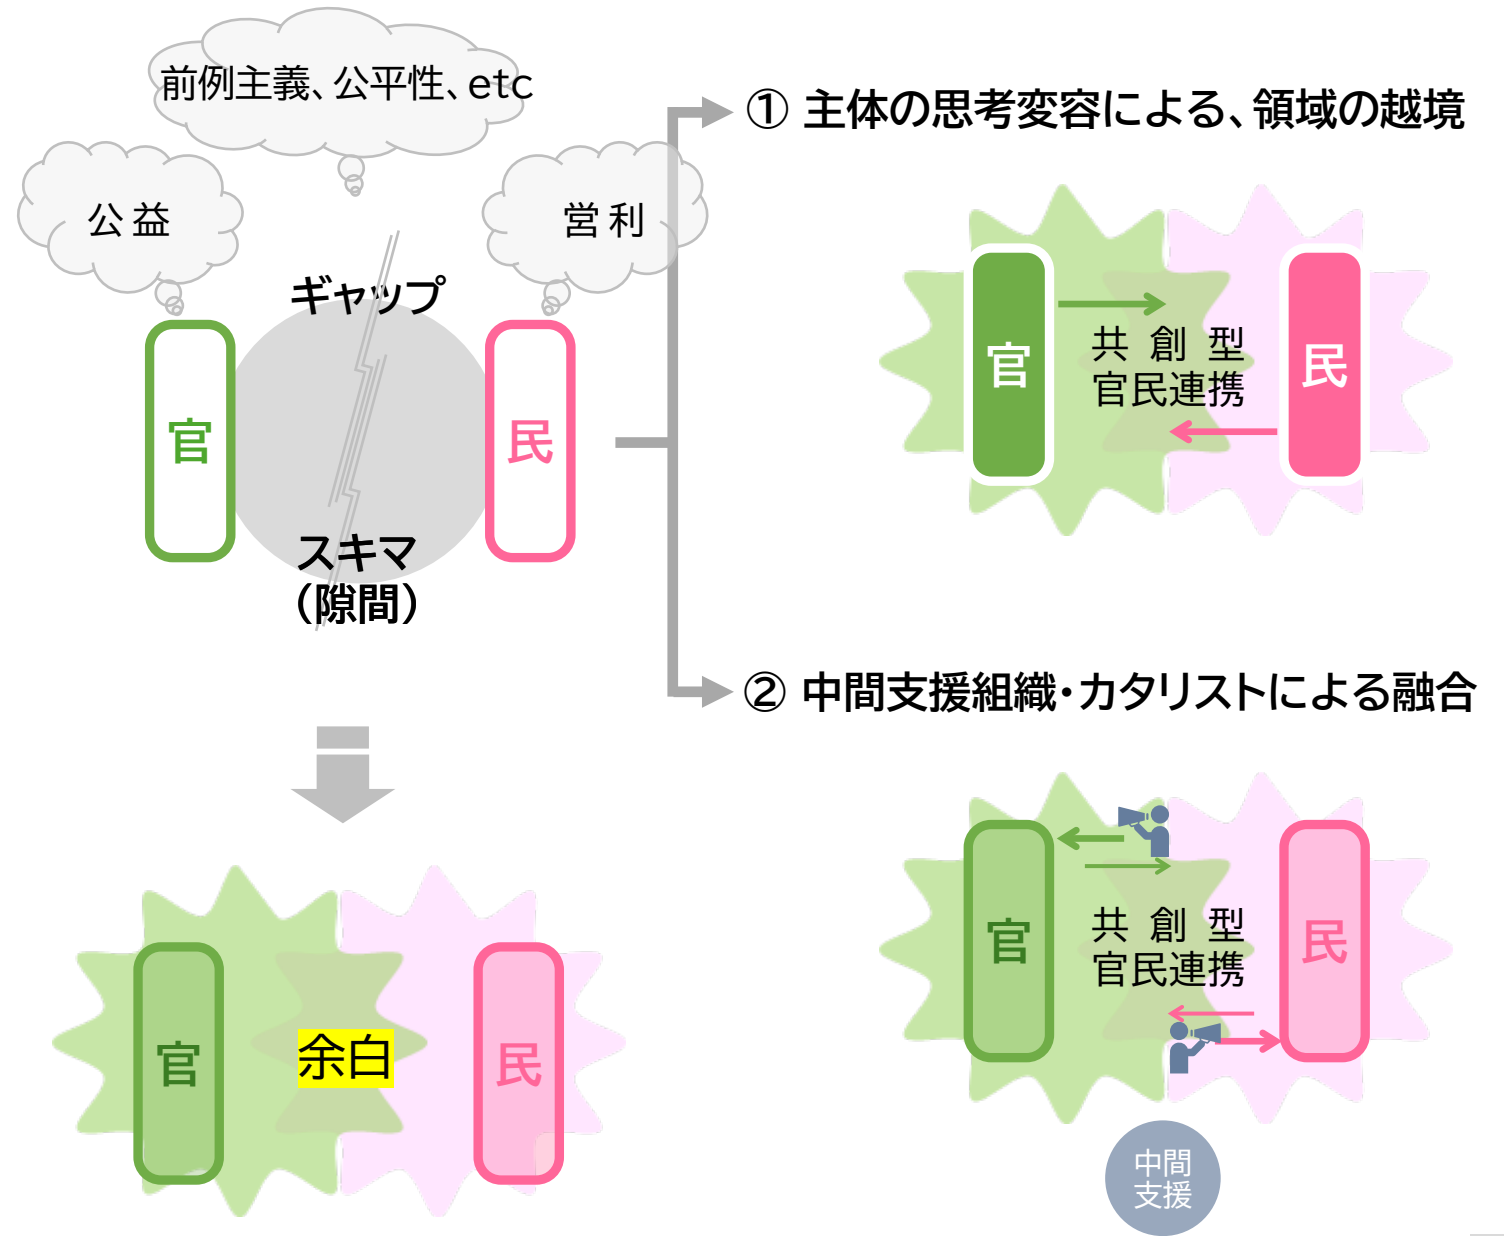 前例主義、公平性、etc
公益
営利
ギャップ
官
民
スキマ
（隙間）
官
余白
民
① 主体の思考変容による、領域の越境
官
共 創 型
官民連携
民
② 中間支援組織・カタリストによる融合
官
共 創 型
官民連携
民
中間
支援